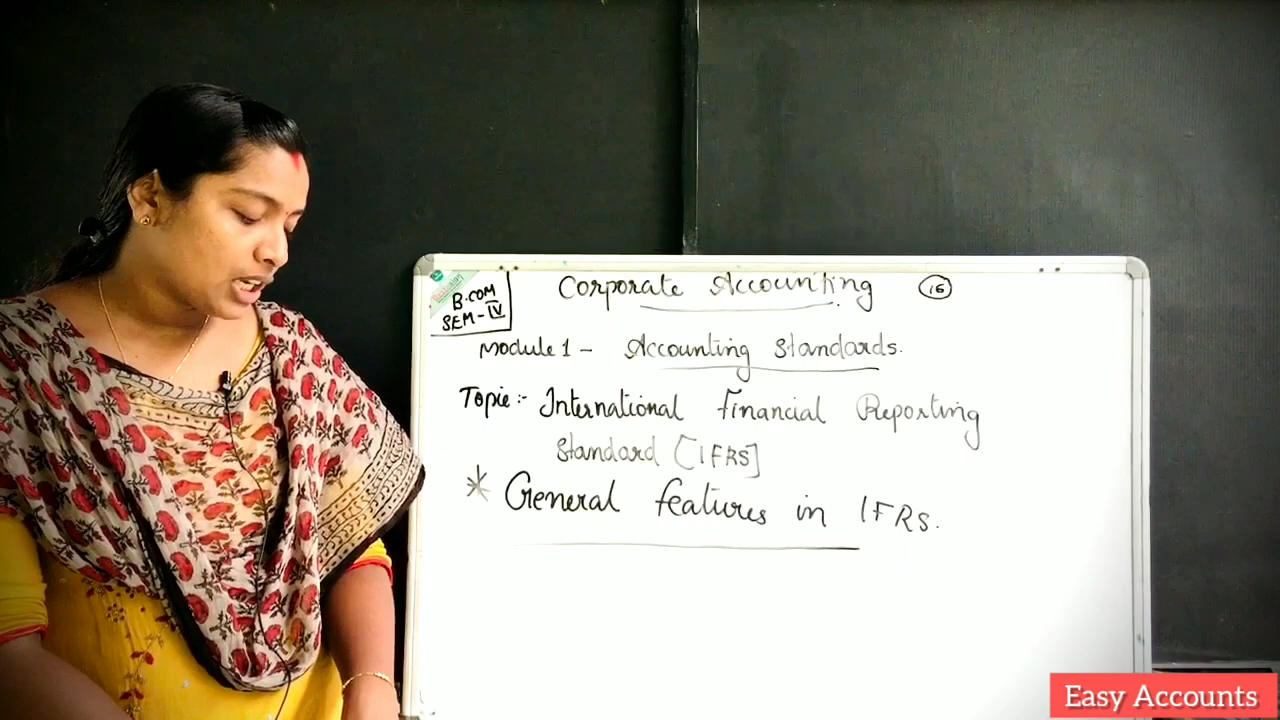 B.COM
SEM-IV
Corporate Accounting 16
Module 1 - Accounting Standards.
Topic :- International Financial Reporting
Standard [IFRS]
* General features in IFRS.
Easy Accounts